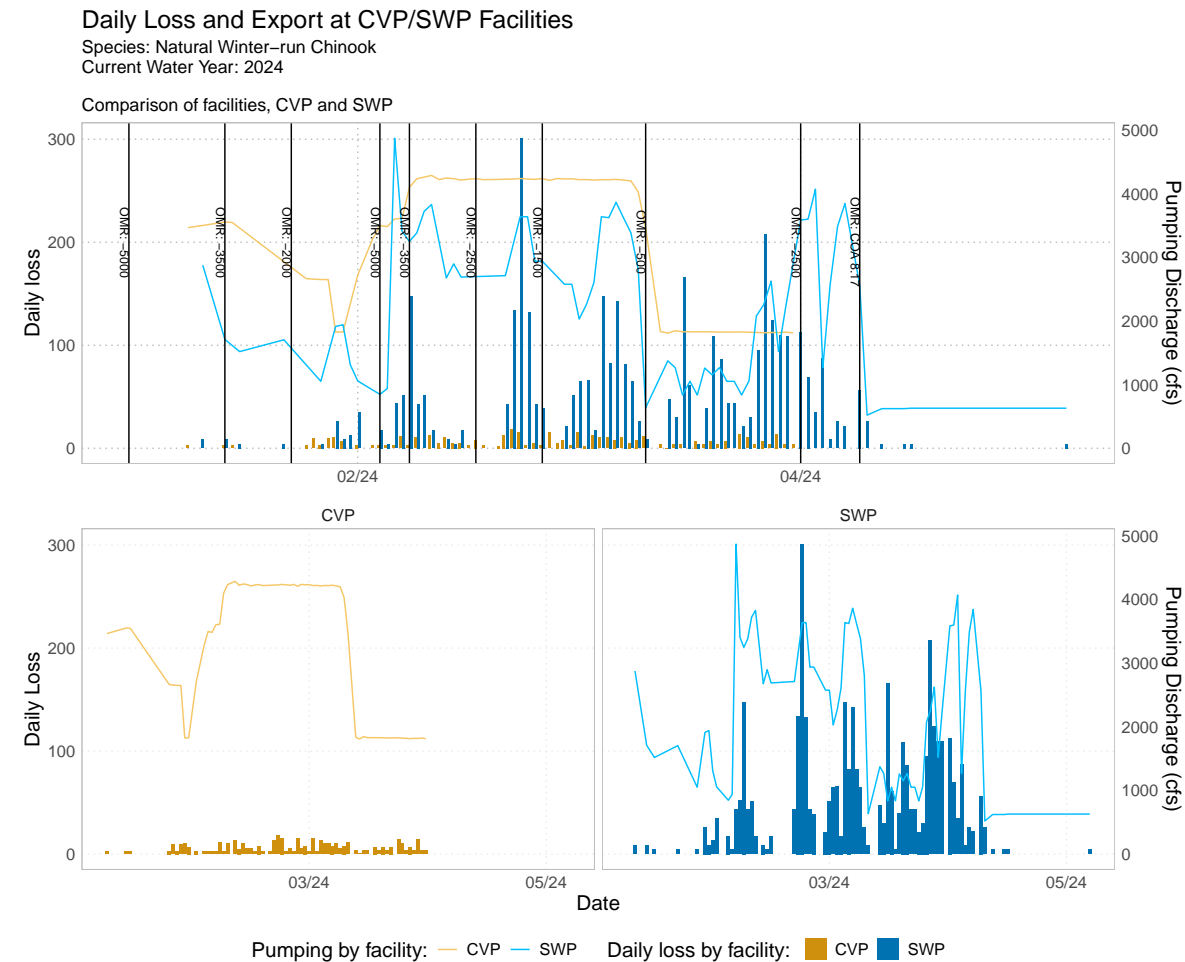 Daily Loss and Export at CVP/SWP Facilities
Species: Natural Winter−run Chinook
Current Water Year: 2024
Comparison of facilities, CVP and SWP
300
200
100
0
Daily loss
OMR: −5000
OMR: −3500
OMR: −2000
OMR: −3500
OMR: −2500
OMR: −1500
OMR: −500
OMR: −2500
OMR: COA 8.17
5000
4000
3000
2000
1000
0
Pumping Discharge (cfs)
02/24
04/24
CVP
SWP
300
200
100
0
Daily Loss
5000
4000
3000
2000
1000
0
Pumping Discharge (cfs)
03/24
05/24
03/24
05/24
Date
Pumping by facility: CVP SWP Daily loss by facility: CVP SWP